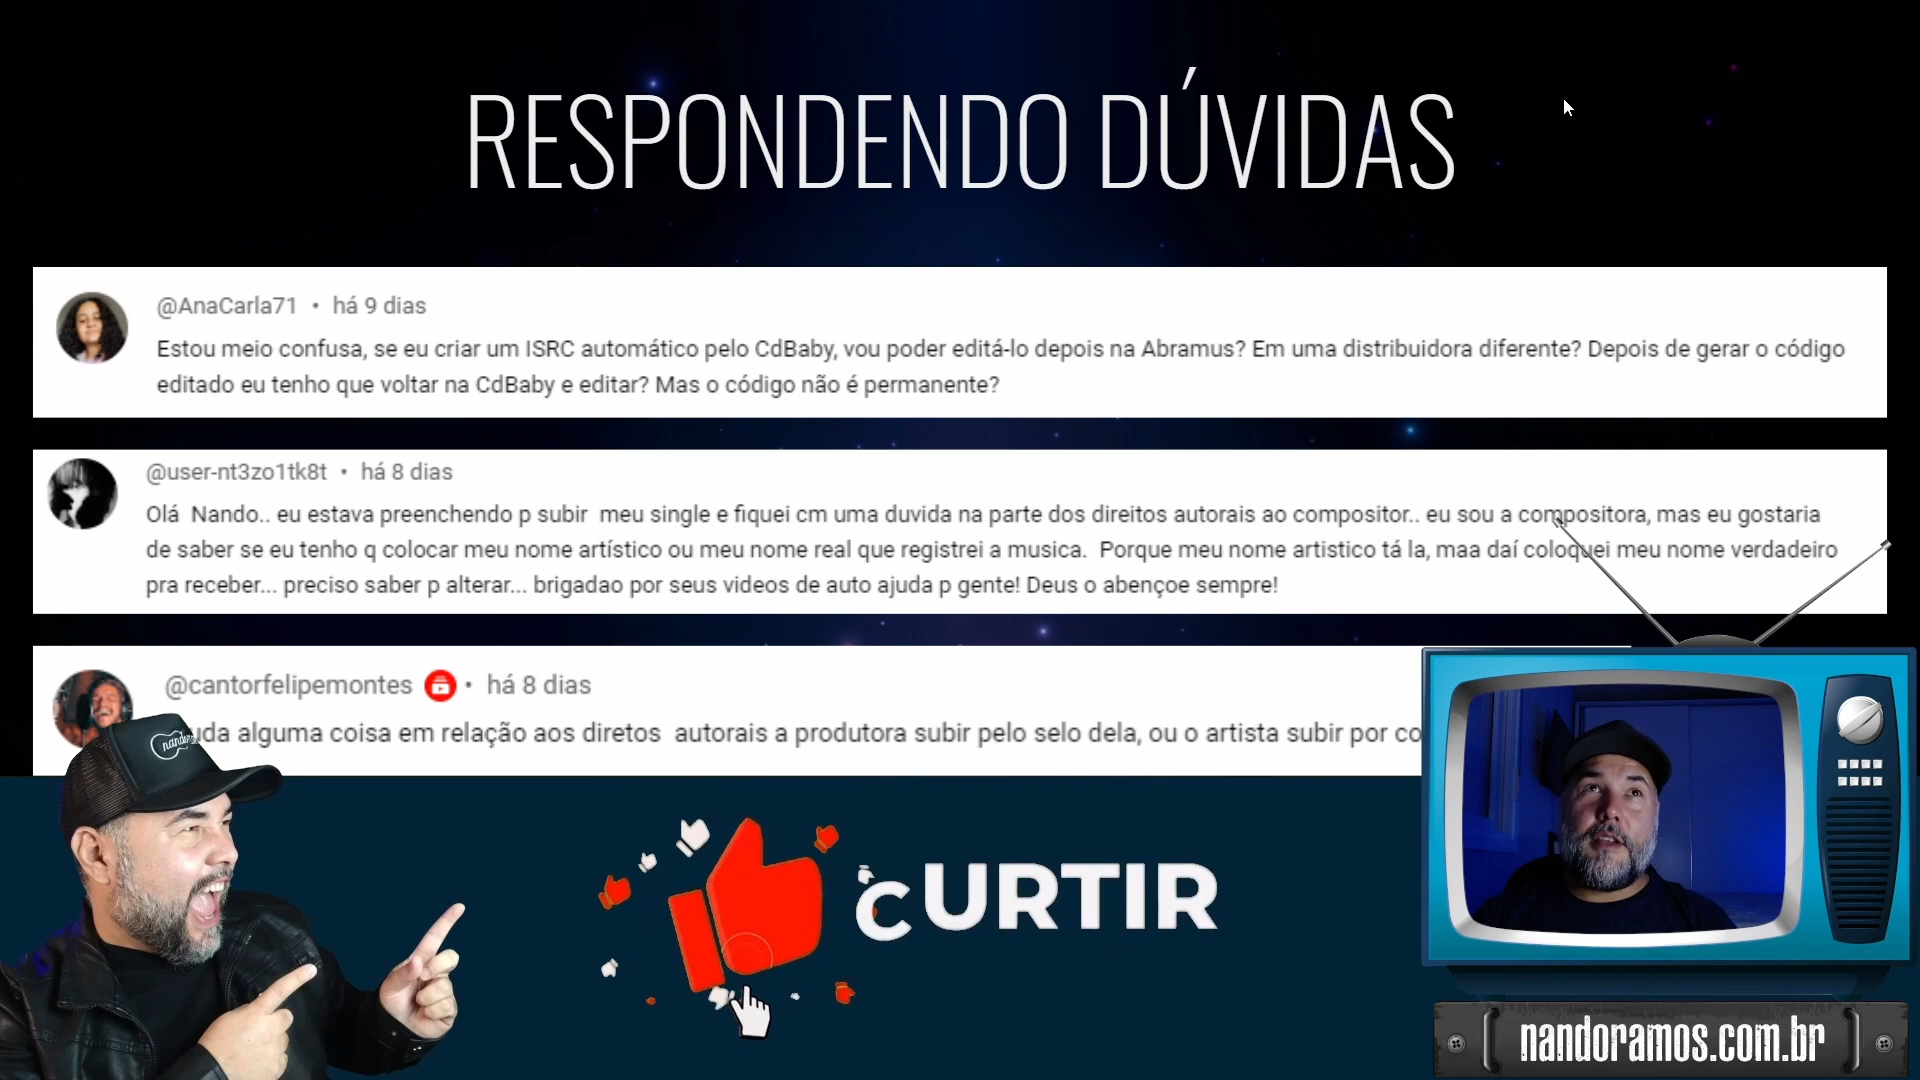 RESPONDENDO DÚVIDAS
@AnaCarla71 • há 9 dias
Estou meio confusa, se eu criar um ISRC automático pelo CdBaby, vou poder editá-lo depois na Abramus? Em uma distribuidora diferente? Depois de gerar o código
editado eu tenho que voltar na CdBaby e editar? Mas o código não é permanente?
@user-nt3zo1tk8t • há 8 dias
Olá Nando.. eu estava preenchendo p subir meu single e fiquei cm uma duvida na parte dos direitos autorais ao compositor.. eu sou a compositora, mas eu gostaria
de saber se eu tenho q colocar meu nome artístico ou meu nome real que registrei a musica. Porque meu nome artistico tá la, maa daí coloquei meu nome verdadeiro
pra receber... preciso saber p alterar... brigadao por seus videos de auto ajuda p gente! Deus o abençoe sempre!
@cantorfelipemontes • há 8 dias
uda alguma coisa em relação aos diretos autorais a produtora subir pelo selo dela, ou o artista subir por co
CURTIR
nandoramos.com.br